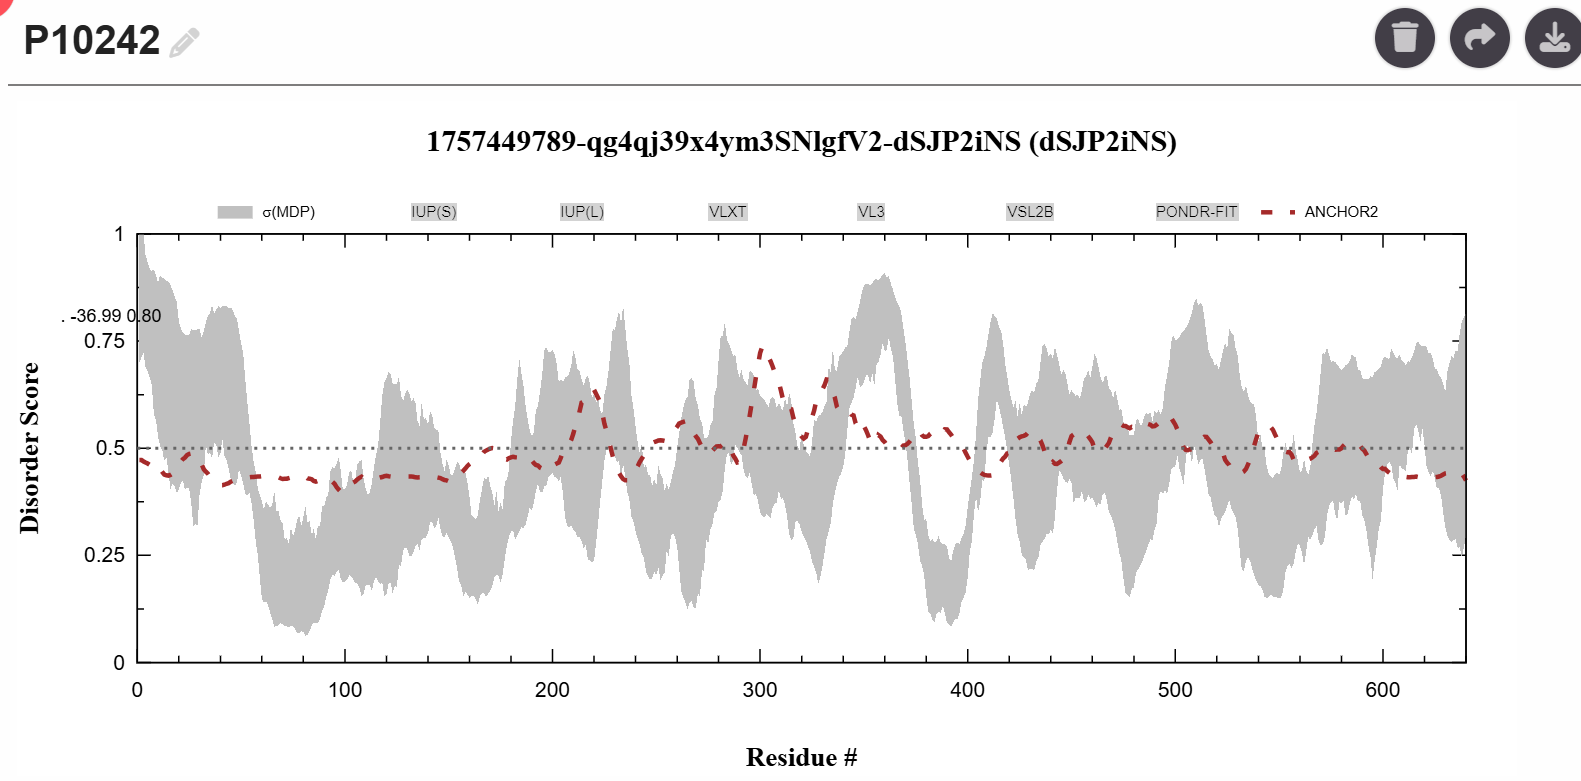 P10242
1757449789-qg4qj39x4ym3SNlgfV2-dSJP2iNS (dSJP2iNS)
σ(MDP) IUP(S) IUP(L) VLXT VL3 VSL2B PONDR-FIT ANCHOR2
1
. -36.99 0.80
0.75
0.5
0.25
0
Disorder Score
0 100 200 300 400 500 600
Residue #